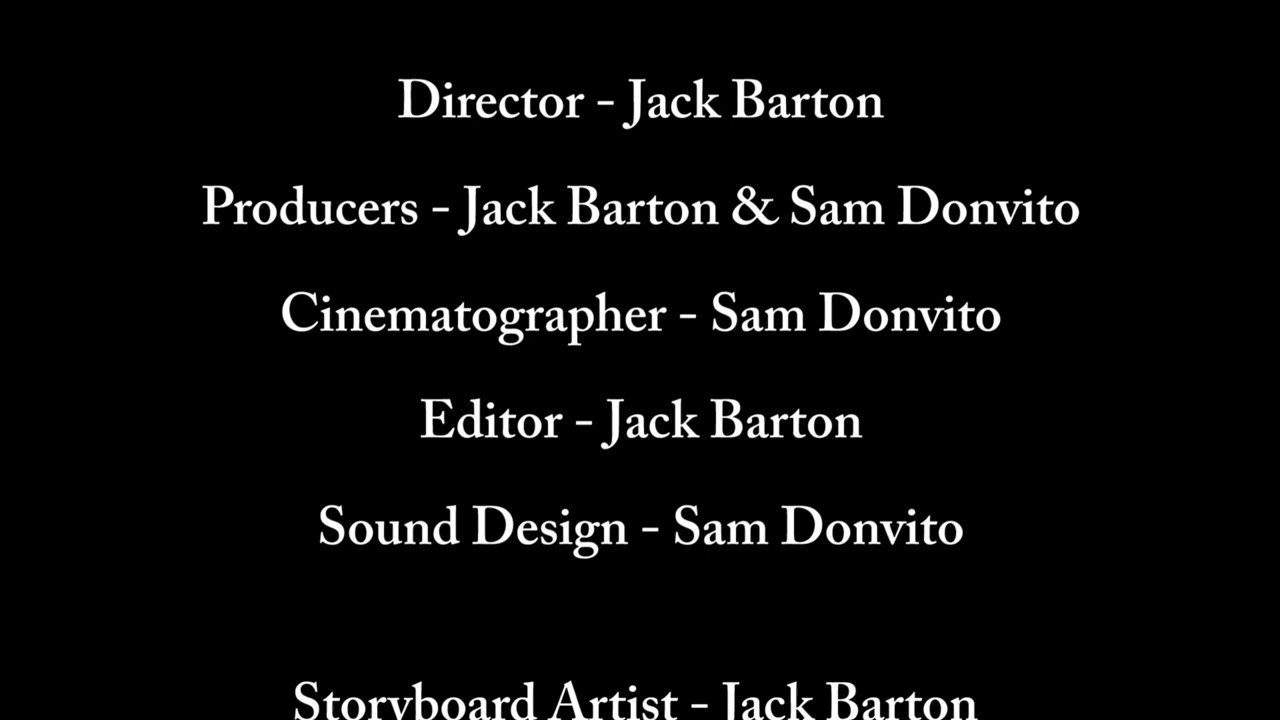 Director - Jack Barton
Producers - Jack Barton & Sam Donvito
Cinematographer - Sam Donvito
Editor - Jack Barton
Sound Design - Sam Donvito
Storyboard Artist - Jack Barton